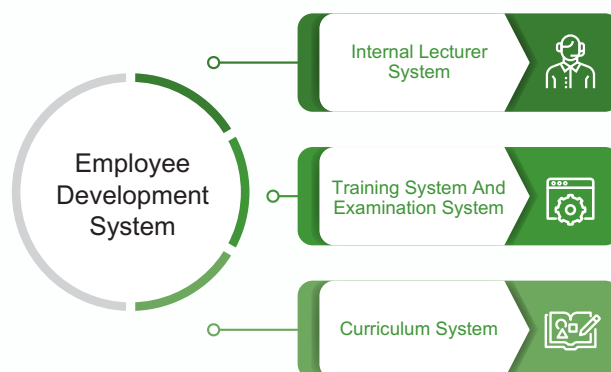 Employee
Development
System
Internal Lecturer
System
Training System And
Examination System
Curriculum System